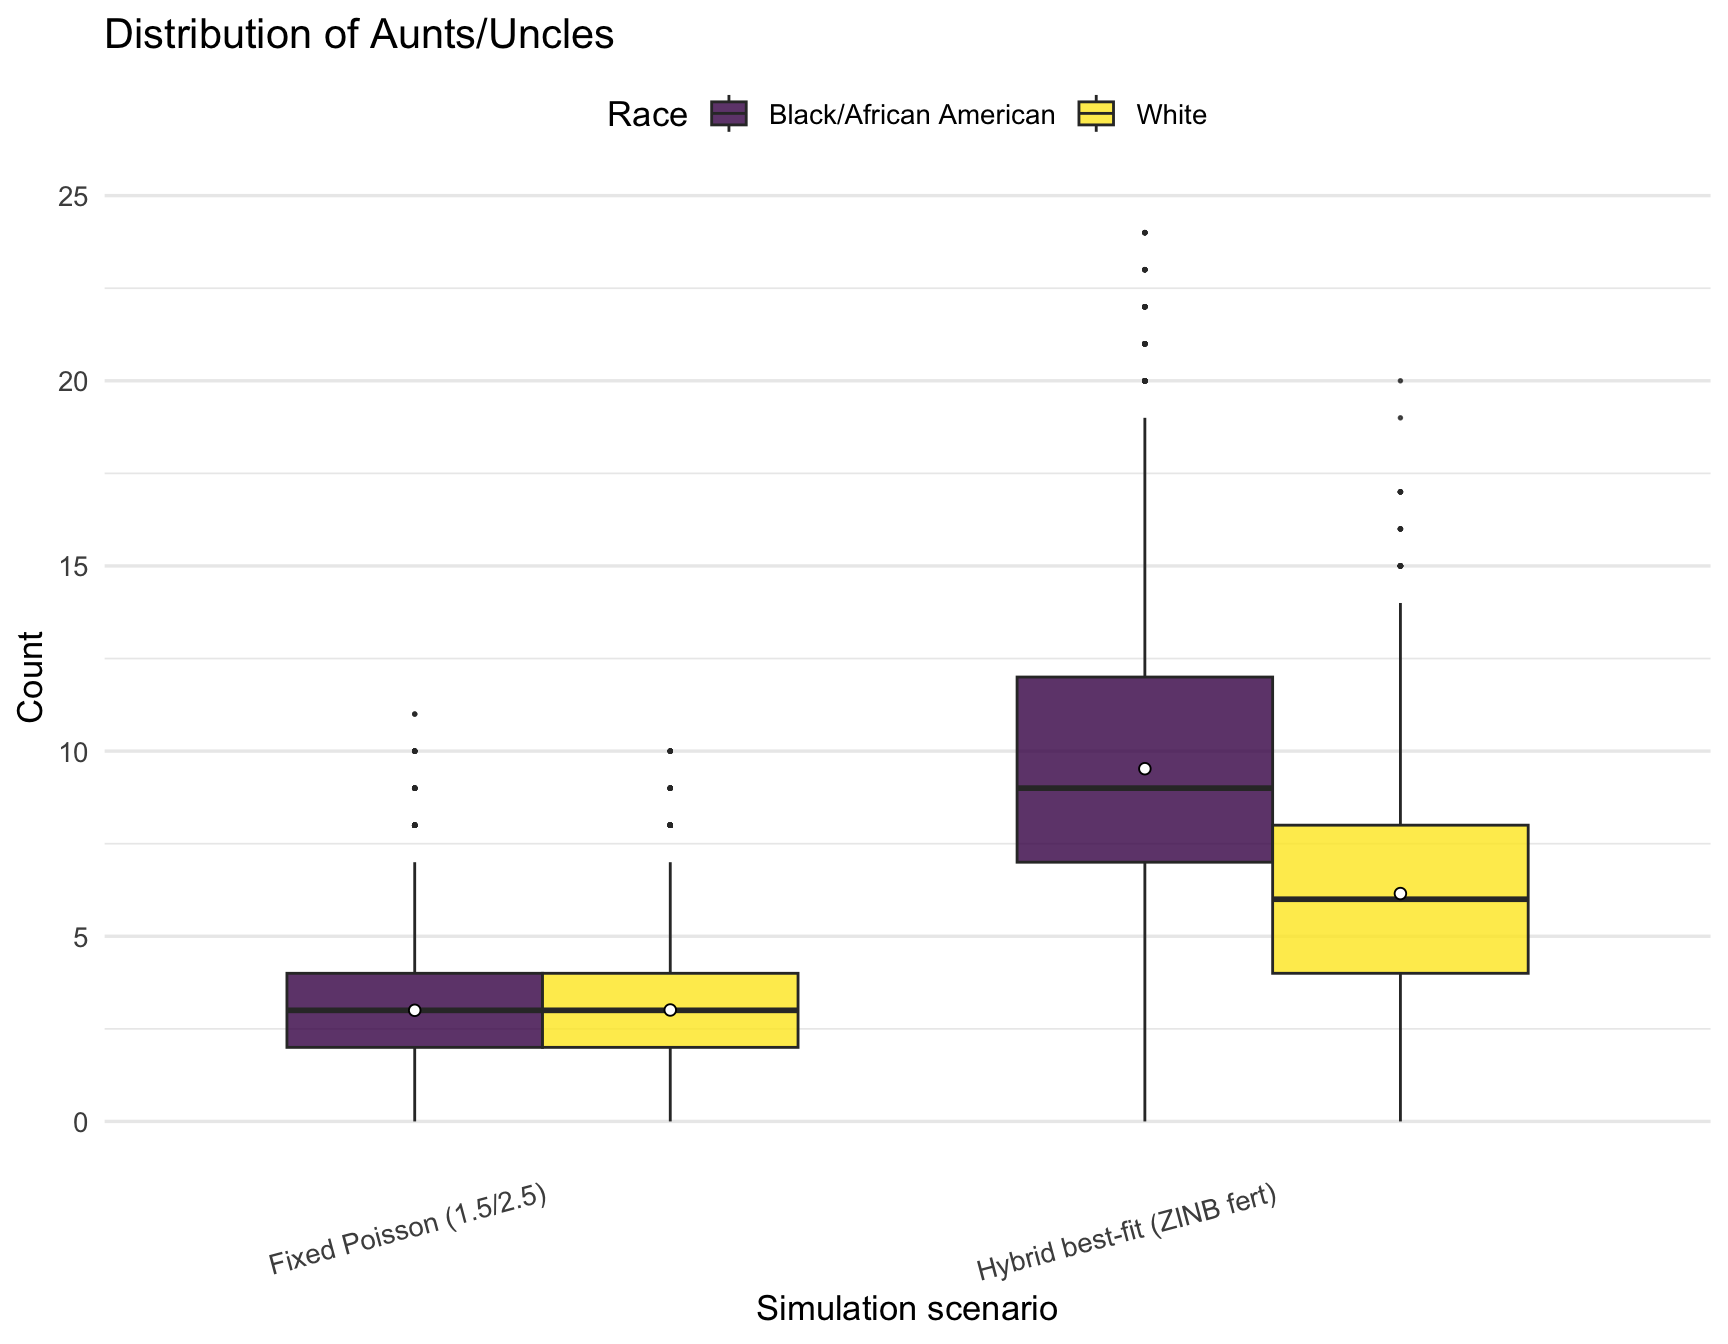 Distribution of Aunts/Uncles
Race Black/African American White
25
20
15
10
5
0
Count
Fixed Poisson (1.5/2.5)
Hybrid best-fit (ZINB fert)
Simulation scenario